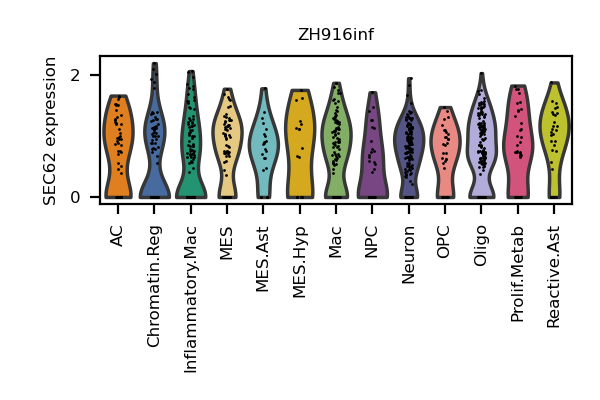 ZH916inf
SEC62 expression
2
0
AC
Chromatin.Reg
Inflammatory.Mac
MES
MES.Ast
MES.Hyp
Mac
NPC
Neuron
OPC
Oligo
Prolif.Metab
Reactive.Ast